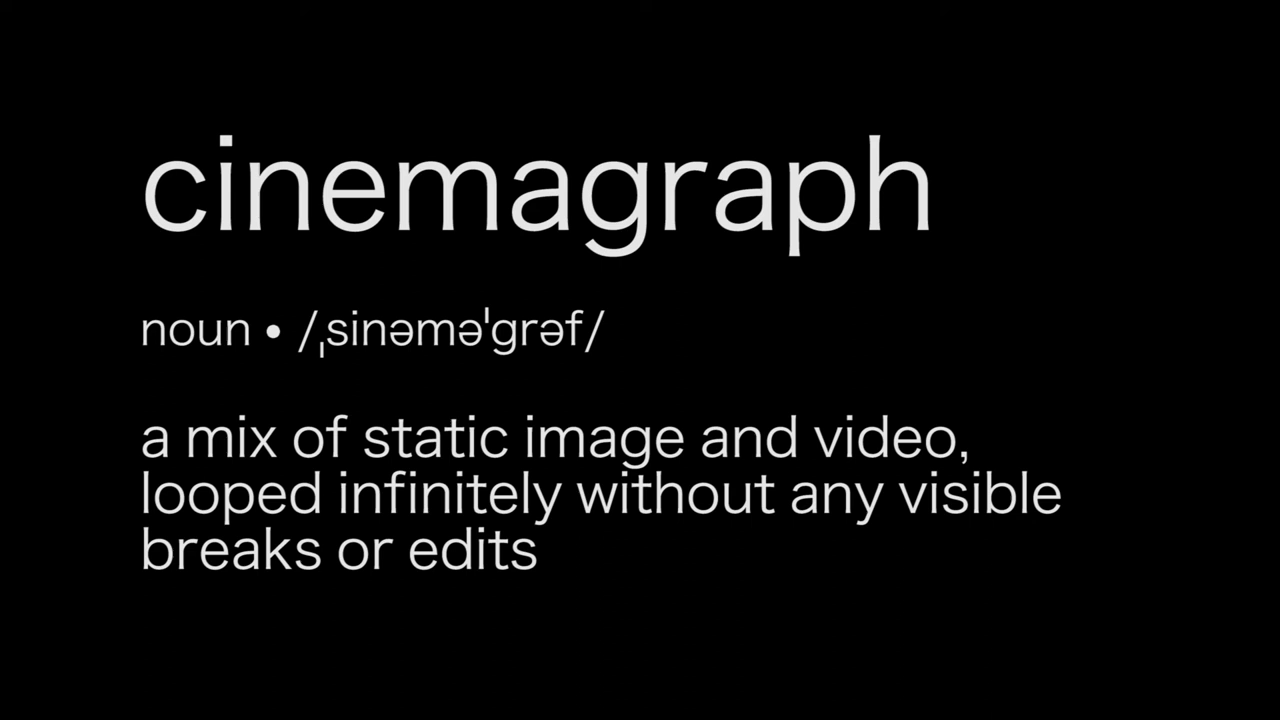 cinemagraph
noun • /ˌsinəməˈgrəf/
a mix of static image and video,
looped infinitely without any visible
breaks or edits